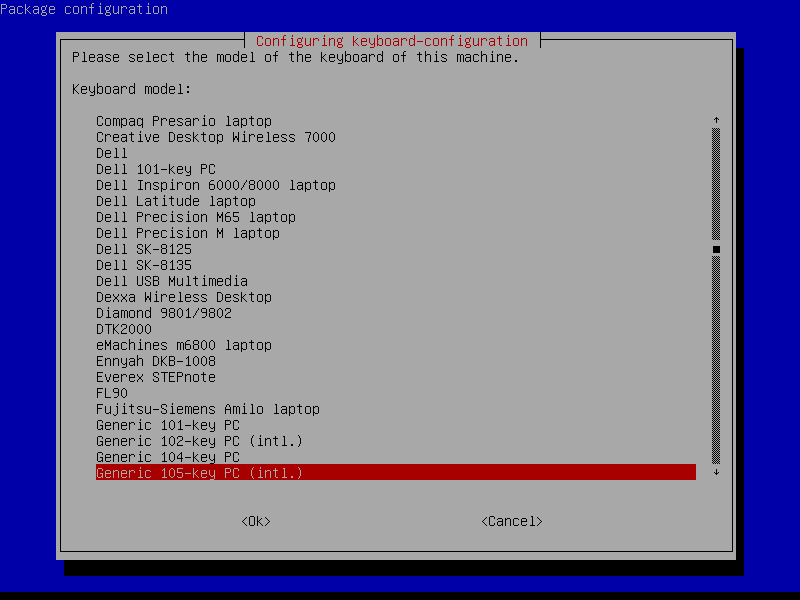 Package configuration
Configuring keyboard-configuration
Please select the model of the keyboard of this machine.
Keyboard model:
Compaq Presario laptop
Creative Desktop Wireless 7000
Dell
Dell 101-key PC
Dell Inspiron 6000/8000 laptop
Dell Latitude laptop
Dell Precision M65 laptop
Dell Precision M laptop
Dell SK-8125
Dell SK-8135
Dell USB Multimedia
Dexxa Wireless Desktop
Diamond 9801/9802
DTK2000
eMachines m6800 laptop
Ennyah DKB-1008
Everex STEPnote
FL90
Fujitsu-Siemens Amilo laptop
Generic 101-key PC
Generic 102-key PC (intl.)
Generic 104-key PC
Generic 105-key PC (intl.)
<Ok> <Cancel>